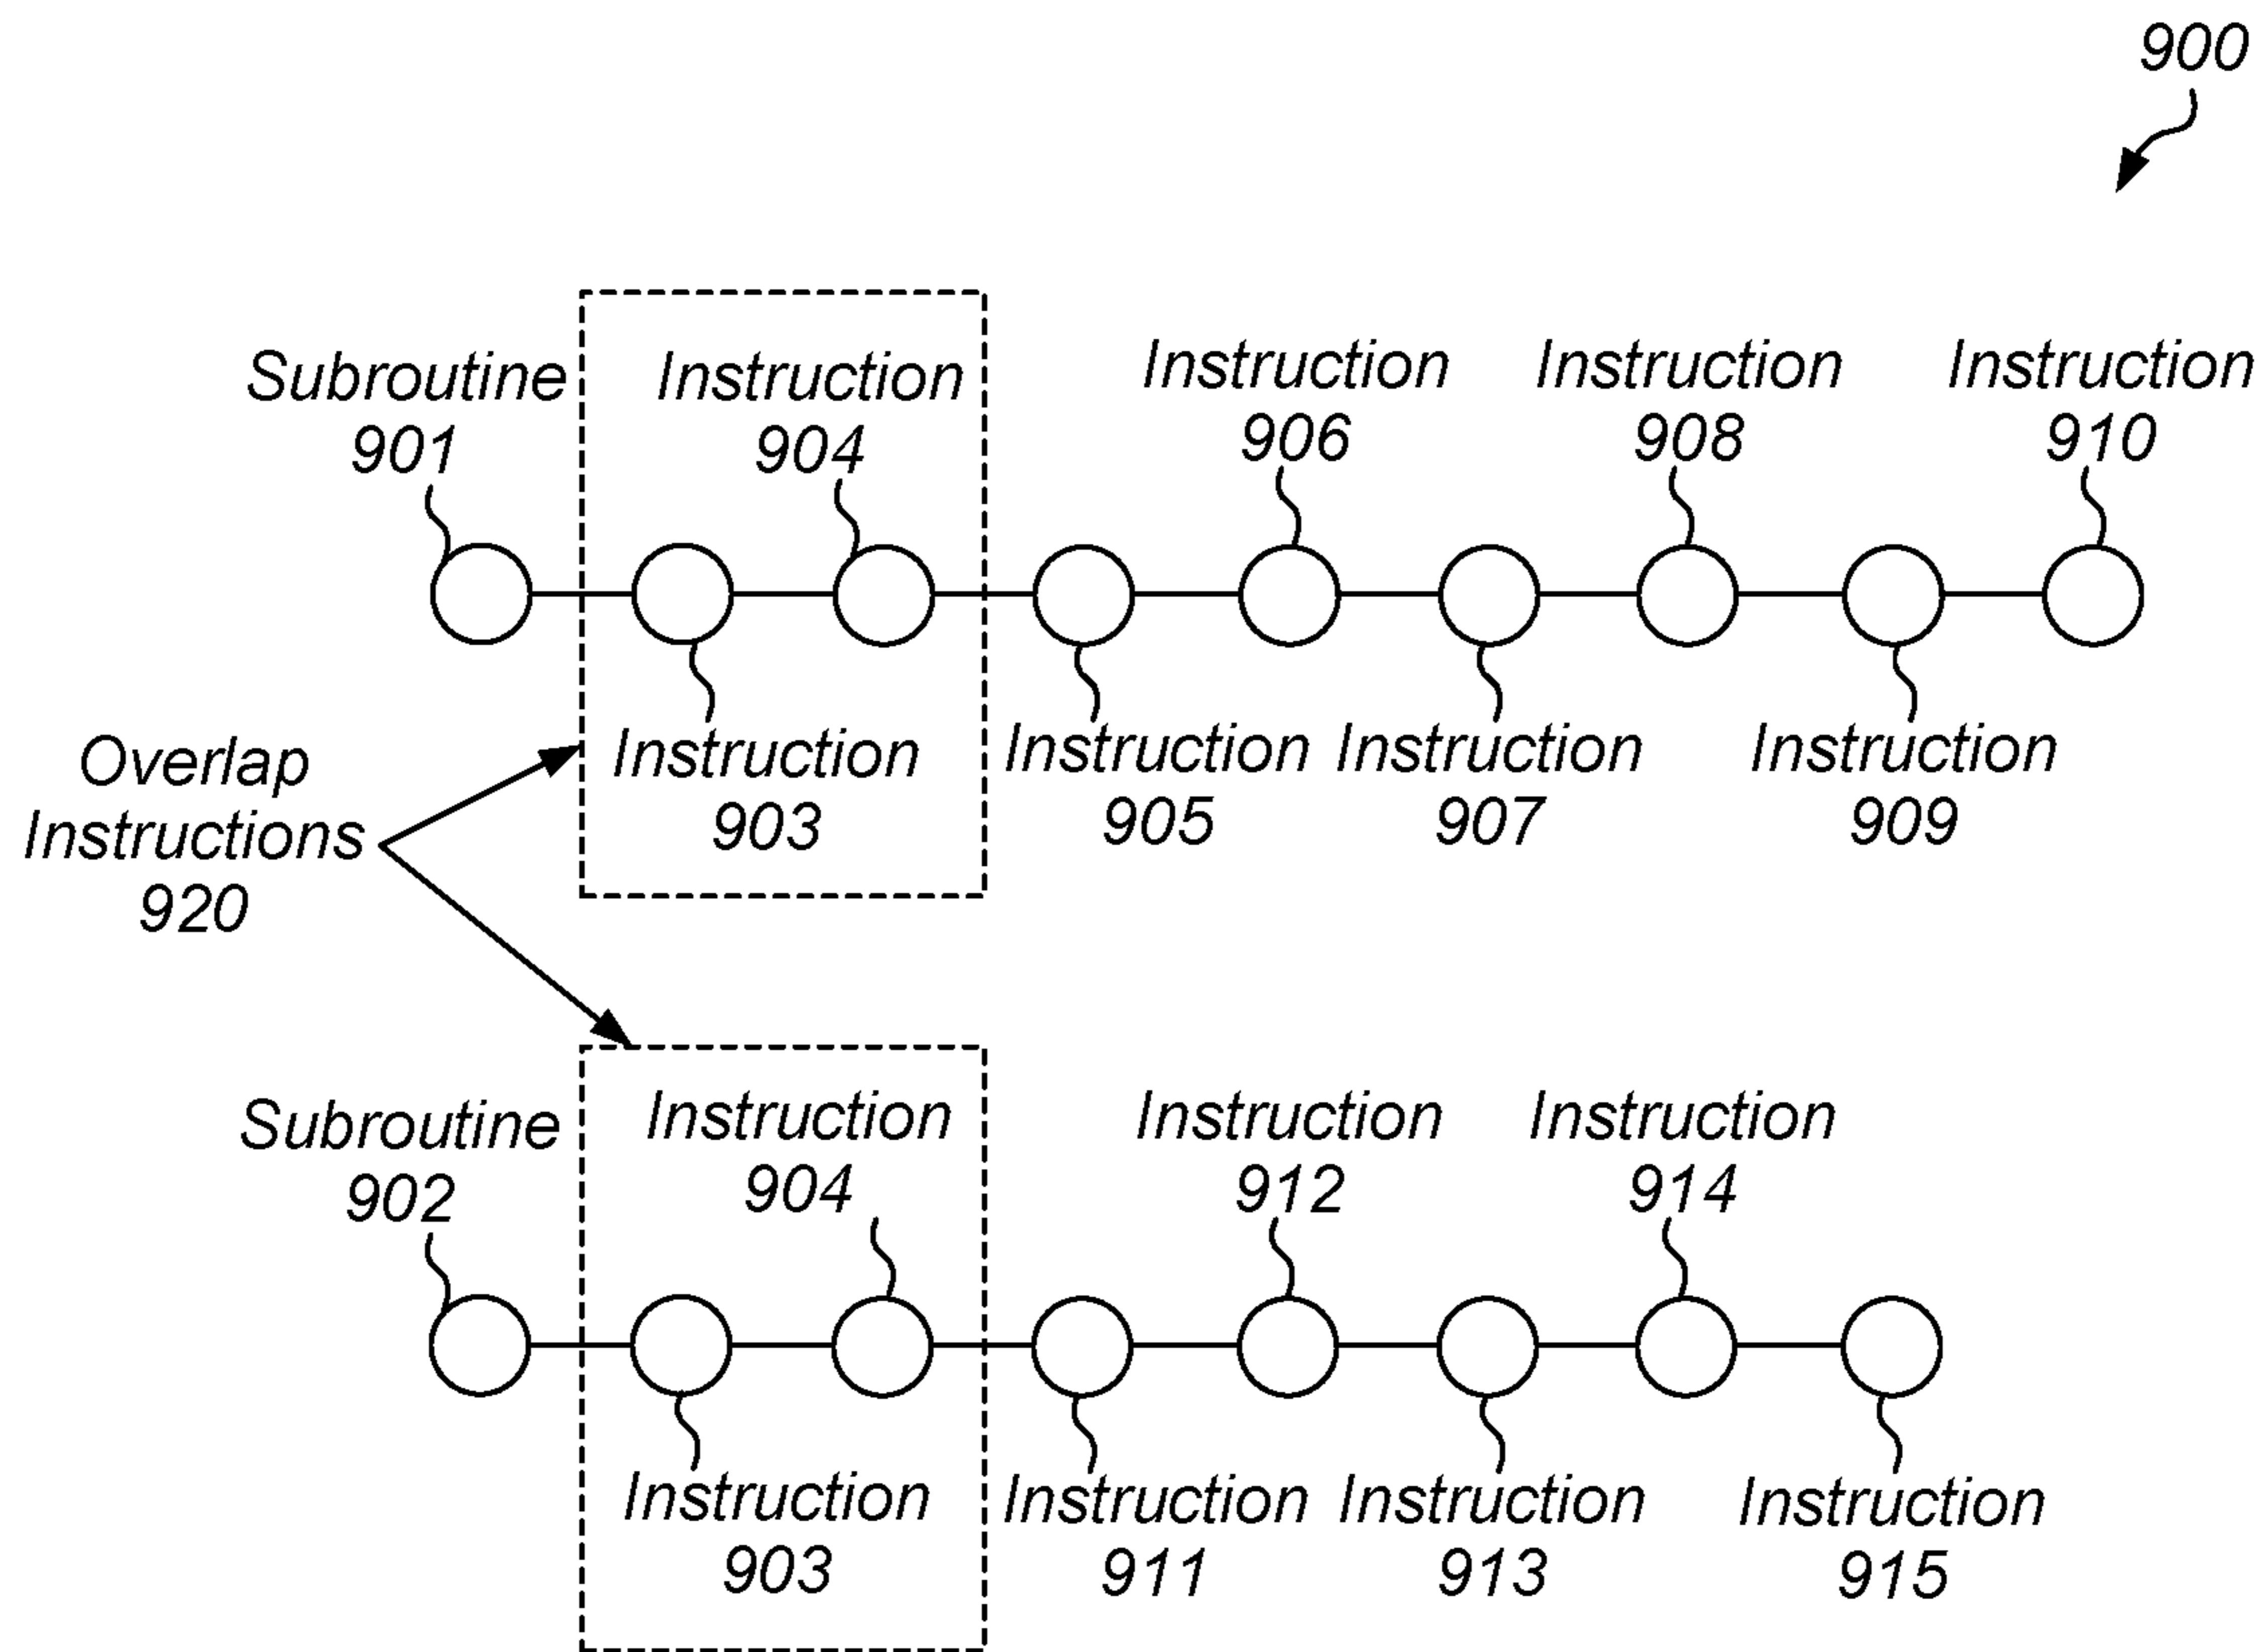 900
Subroutine
901
Instruction
904
Instruction
906
Instruction
908
Instruction
910
Instruction
903
Instruction
905
Instruction
907
Instruction
909
Overlap
Instructions
920
Subroutine
902
Instruction
904
Instruction
912
Instruction
914
Instruction
903
Instruction
911
Instruction
913
Instruction
915